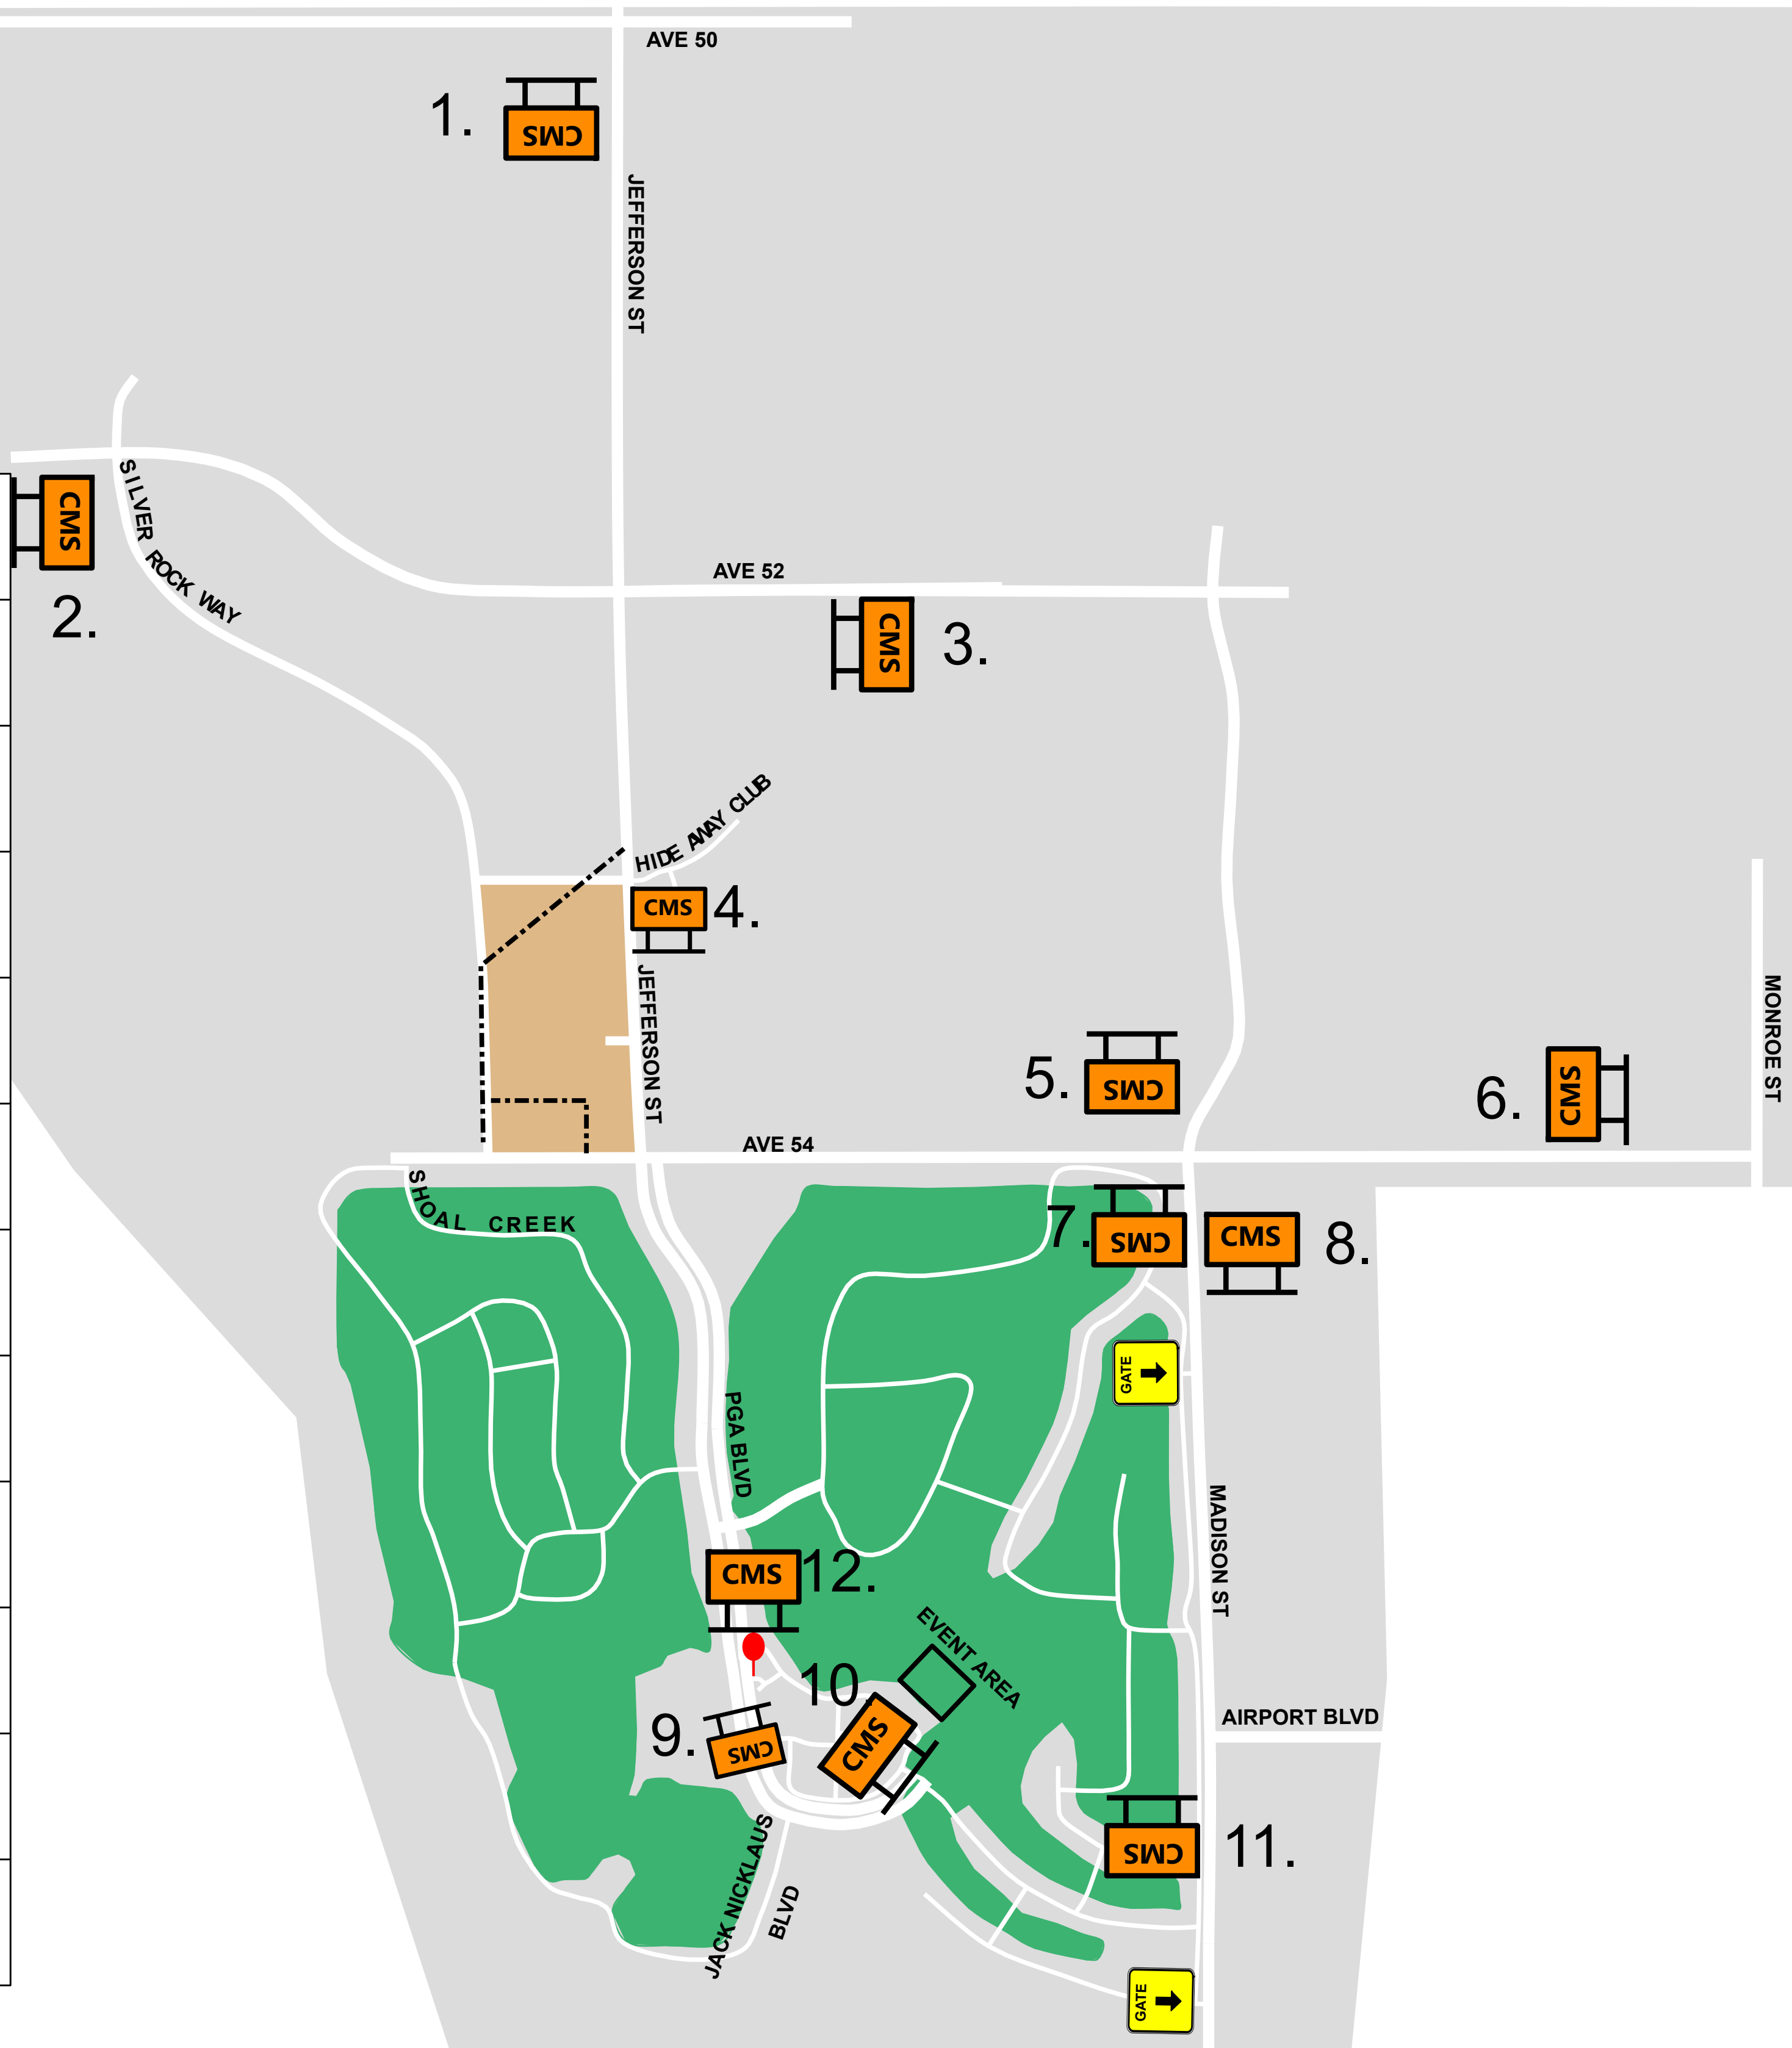 AVE 50
1.
CMS
JEFFERSON ST
SILVER ROCK WAY
CMS
2.
AVE 52
CMS
3.
HIDE AWAY CLUB
CMS
4.
JEFFERSON ST
MONROE ST
5.
CMS
6.
CMS
AVE 54
SHOAL CREEK
7.
CMS
CMS
8.
GATE
PGA BLVD
MADISON ST
CMS
12.
EVENT AREA
10.
CMS
9.
CMS
AIRPORT BLVD
JACK NICKLAUS
BLVD
CMS
11.
GATE